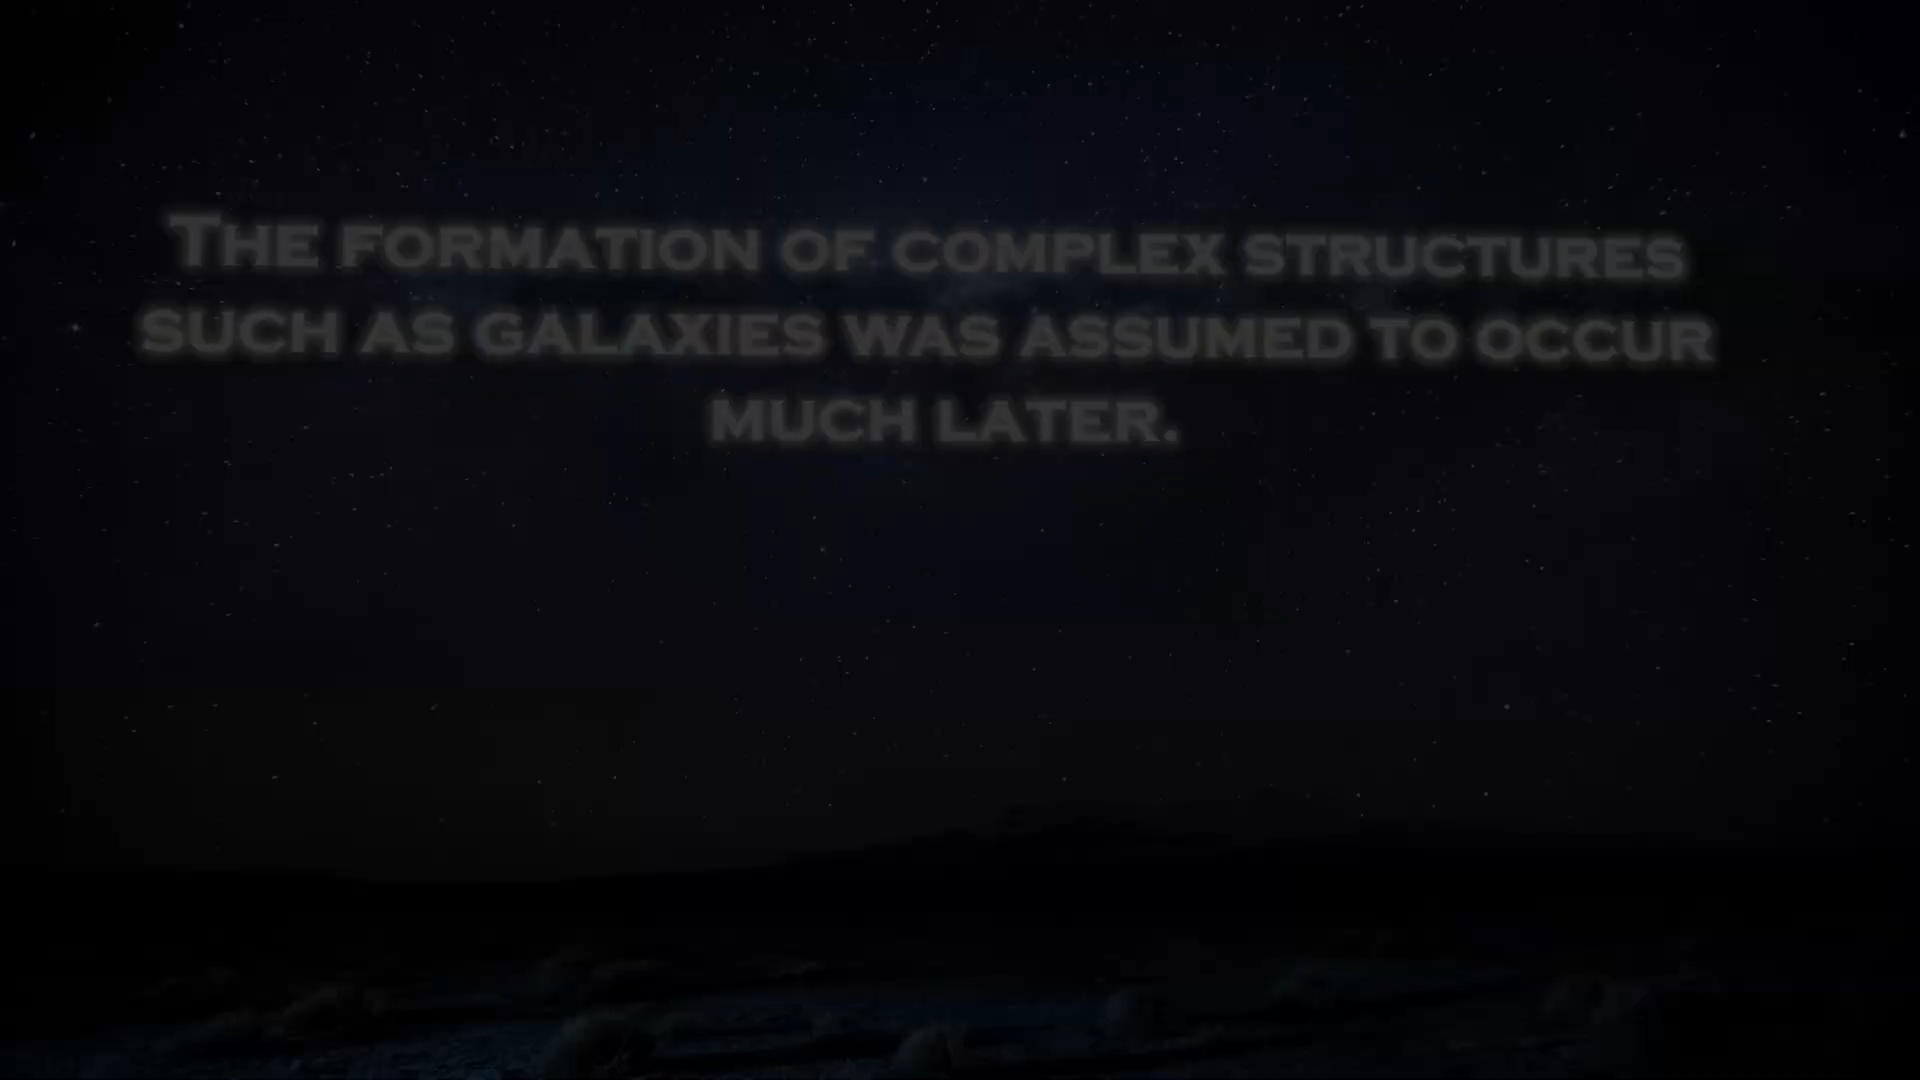 The formation of complex structures
such as galaxies was assumed to occur
much later.